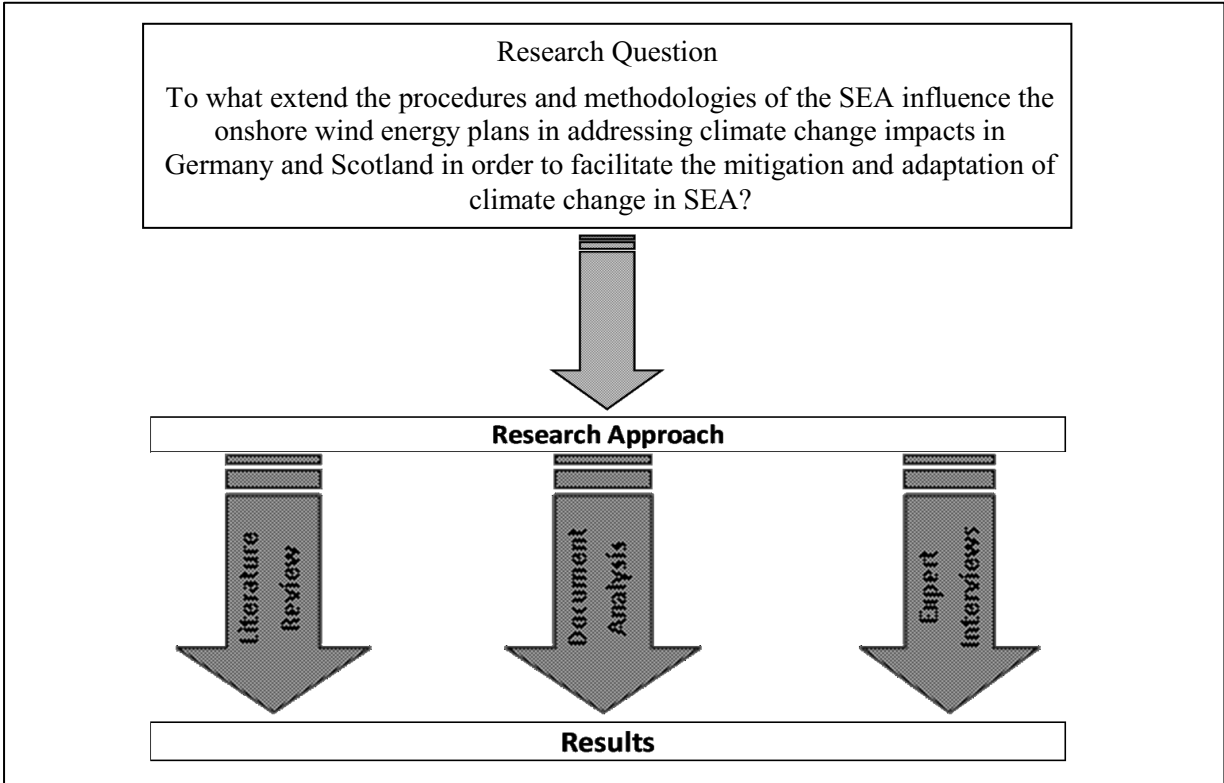 Research Question
To what extend the procedures and methodologies of the SEA influence the
onshore wind energy plans in addressing climate change impacts in
Germany and Scotland in order to facilitate the mitigation and adaptation of
climate change in SEA?
Research Approach
Literature
Review
Document
Analysis
Expert
Interviews
Results